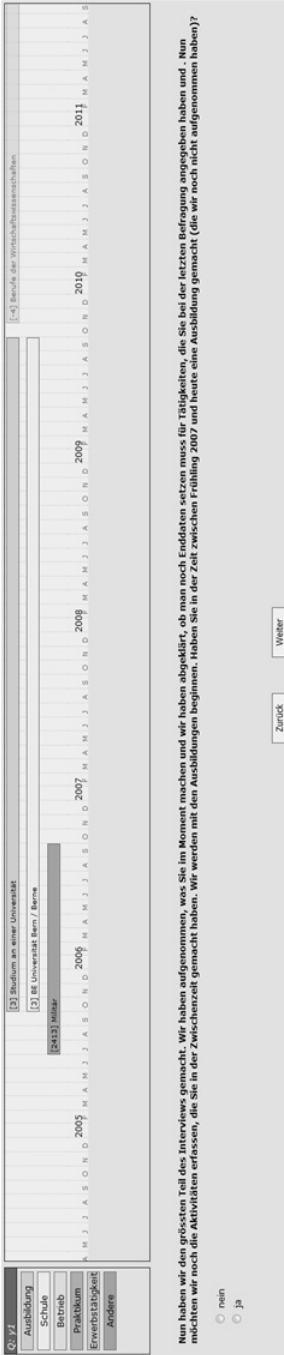 Q: y1
Ausbildung
Schule
Betrieb
Praktikum
Erwerbstätigkeit
Andere
[3] Studium an einer Universität
[-4] Berufe der Wirtschaftswissenschaften
[3] BE Universität Bern / Berne
[2413] Militär
2005 2006 2007 2008 2009 2010 2011
A M J J A S O N D F M A M J J A S O N D F M A M J J A S O N D F M A M J J A S O N D F M A M J J A S O N D F M A M J J A S O N D F M A M J J A S
Nun haben wir den grössten Teil des Interviews gemacht. Wir haben aufgenommen, was Sie im Moment machen und wir haben abgeklärt, ob man noch Enddaten setzen muss für Tätigkeiten, die Sie bei der letzten Befragung angegeben haben und . Nun
möchten wir noch die Aktivitäten erfassen, die Sie in der Zwischenzeit gemacht haben. Wir werden mit den Ausbildungen beginnen. Haben Sie in der Zeit zwischen Frühling 2007 und heute eine Ausbildung gemacht (die wir noch nicht aufgenommen haben)?
nein
ja
Zurück Weiter